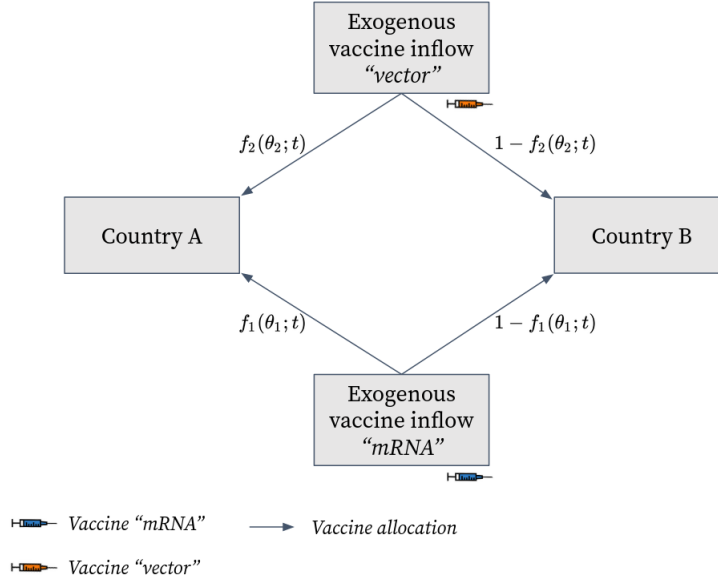 Exogenous
vaccine inflow
“vector”
f₂(θ₂; t)
1 − f₂(θ₂; t)
Country A
Country B
f₁(θ₁; t)
1 − f₁(θ₁; t)
Exogenous
vaccine inflow
“mRNA”
Vaccine “mRNA”
Vaccine allocation
Vaccine “vector”